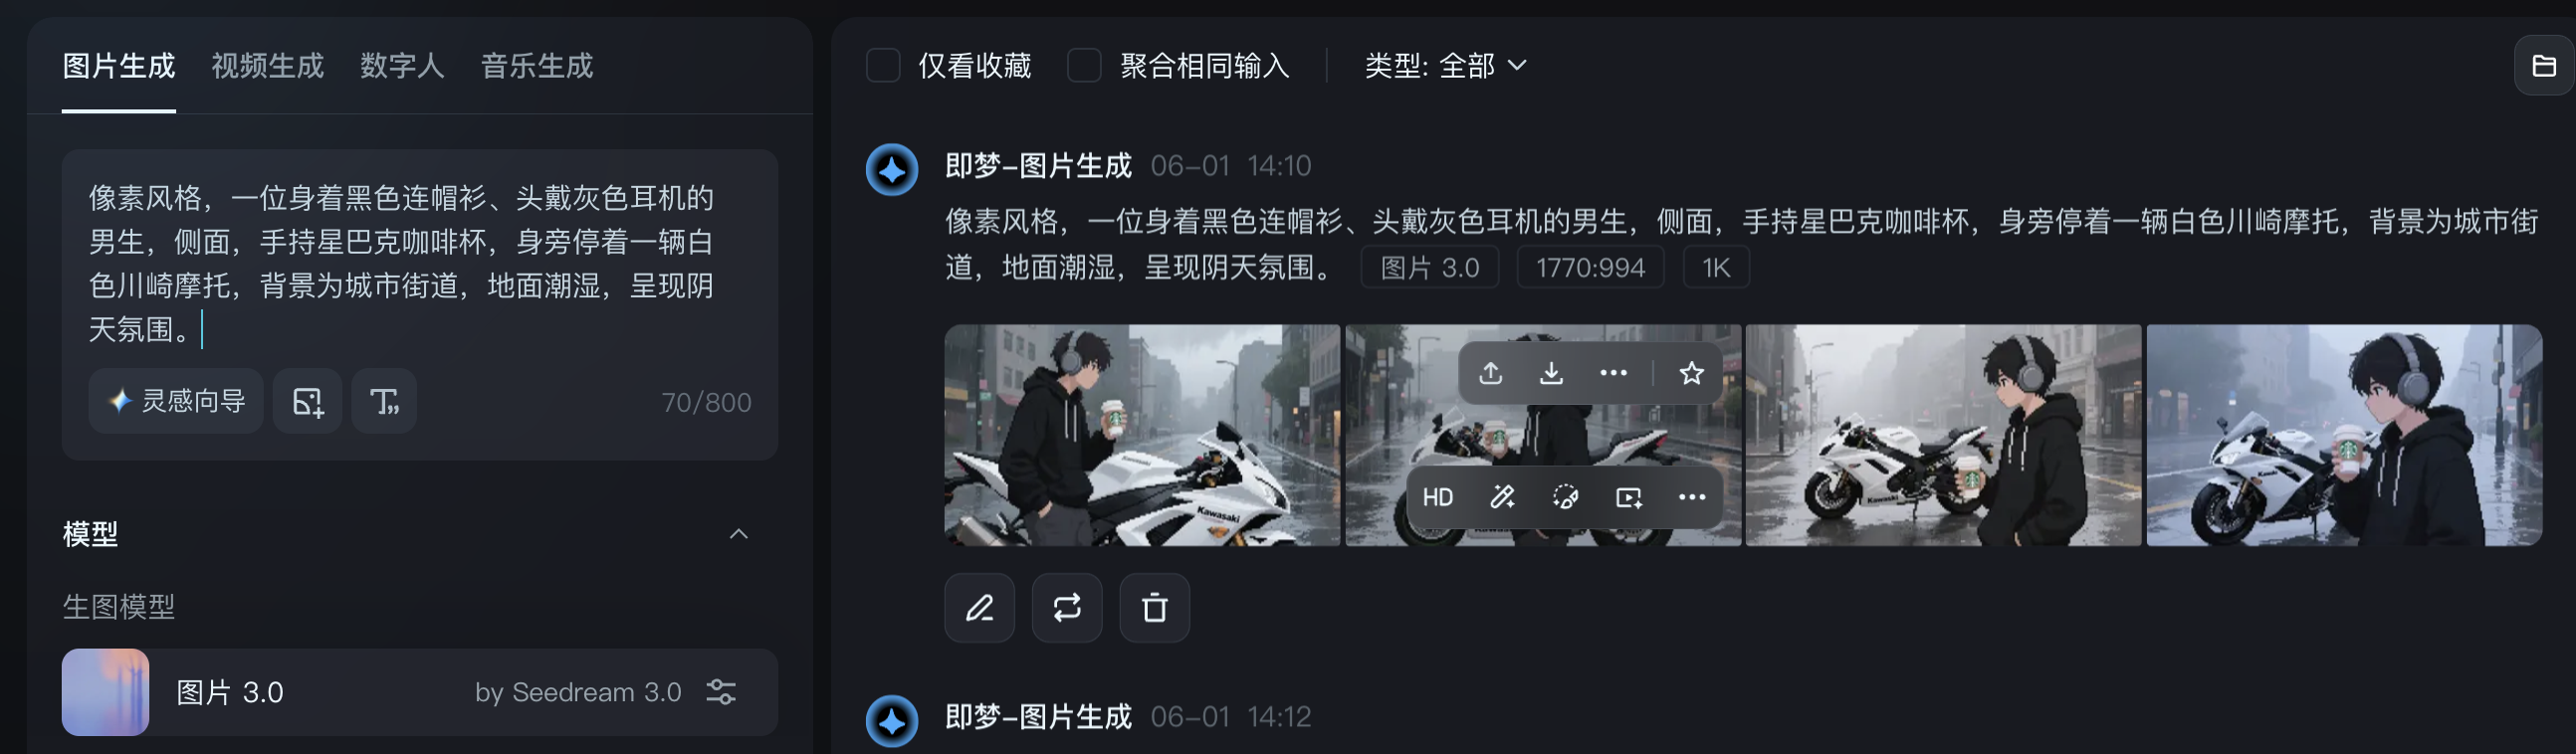 图片生成 视频生成 数字人 音乐生成
像素风格，一位身着黑色连帽衫、头戴灰色耳机的
男生，侧面，手持星巴克咖啡杯，身旁停着一辆白
色川崎摩托，背景为城市街道，地面潮湿，呈现阴
天氛围。
灵感向导
70/800
模型
生图模型
图片 3.0 by Seedream 3.0
仅看收藏 聚合相同输入 类型: 全部
即梦-图片生成 06-01 14:10
像素风格，一位身着黑色连帽衫、头戴灰色耳机的男生，侧面，手持星巴克咖啡杯，身旁停着一辆白色川崎摩托，背景为城市街
道，地面潮湿，呈现阴天氛围。 图片 3.0 1770:994 1K
Kawasaki
HD
Kawasaki
即梦-图片生成 06-01 14:12